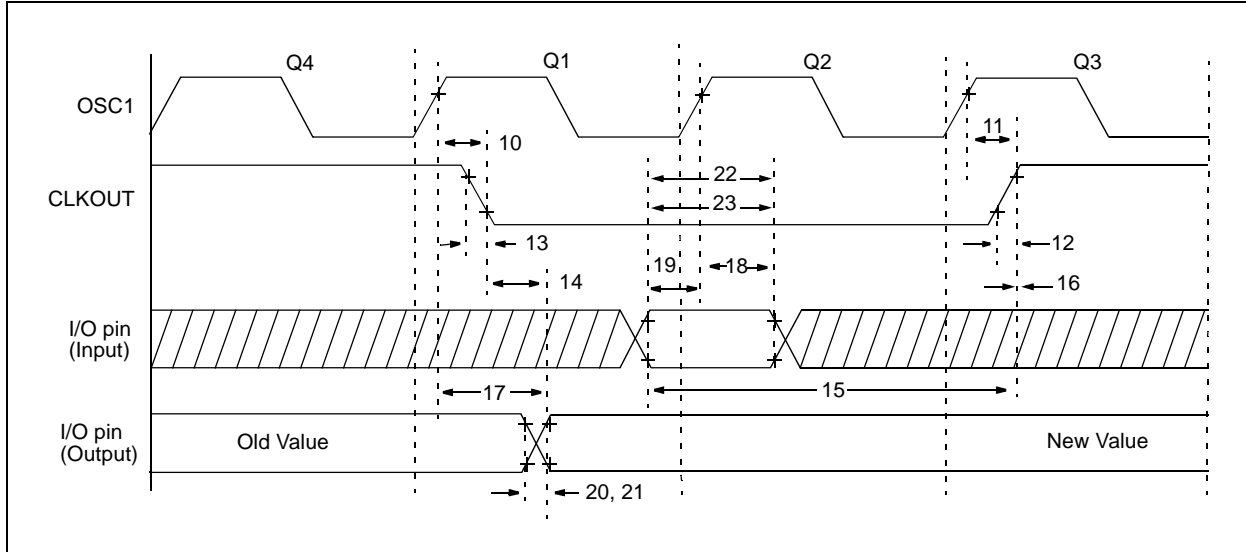 Q4
Q1
Q2
Q3
OSC1
11
10
22
CLKOUT
23
13
12
19
18
14
16
I/O pin
(Input)
17
15
I/O pin
(Output)
Old Value
New Value
20, 21